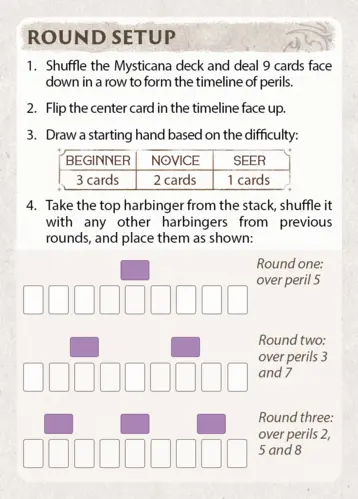 ROUND SETUP
1. Shuffle the Mysticana deck and deal 9 cards face
down in a row to form the timeline of perils.
2. Flip the center card in the timeline face up.
3. Draw a starting hand based on the difficulty:
BEGINNER NOVICE SEER
3 cards 2 cards 1 cards
4. Take the top harbinger from the stack, shuffle it
with any other harbingers from previous
rounds, and place them as shown:
Round one:
over peril 5
Round two:
over perils 3
and 7
Round three:
over perils 2,
5 and 8